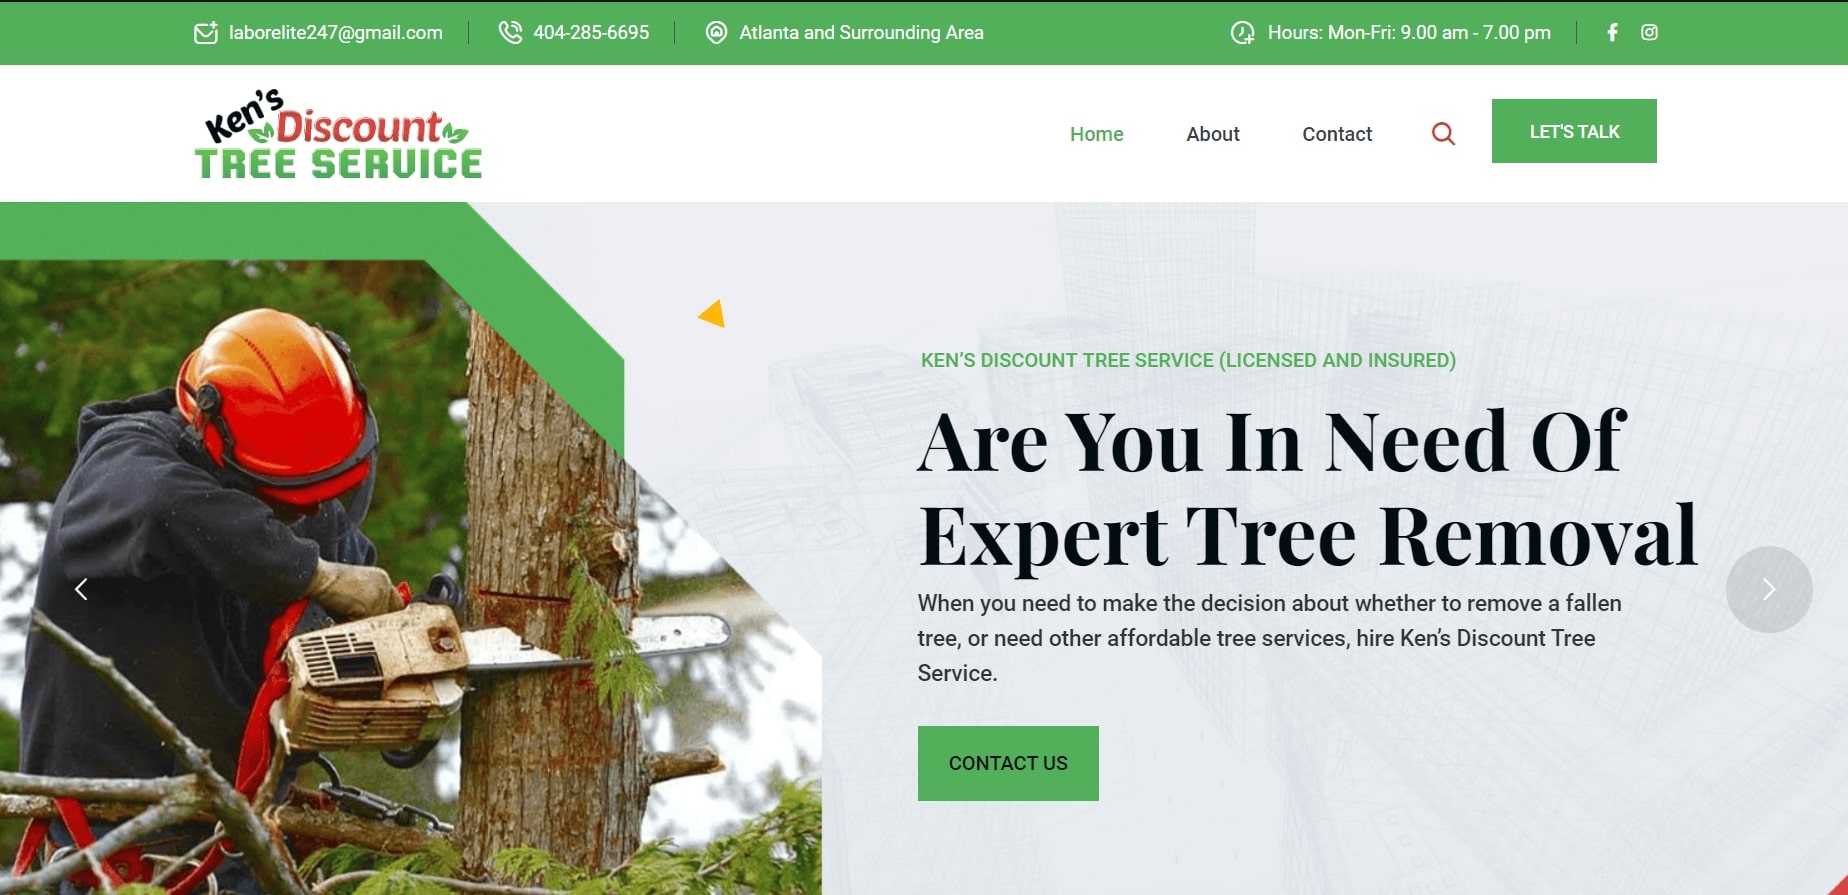 laborelite247@gmail.com
404-285-6695
Atlanta and Surrounding Area
Hours: Mon-Fri: 9.00 am - 7.00 pm
Ken's
Discount
TREE SERVICE
Home
About
Contact
LET'S TALK
KEN’S DISCOUNT TREE SERVICE (LICENSED AND INSURED)
Are You In Need Of
Expert Tree Removal
When you need to make the decision about whether to remove a fallen
tree, or need other affordable tree services, hire Ken’s Discount Tree
Service.
CONTACT US